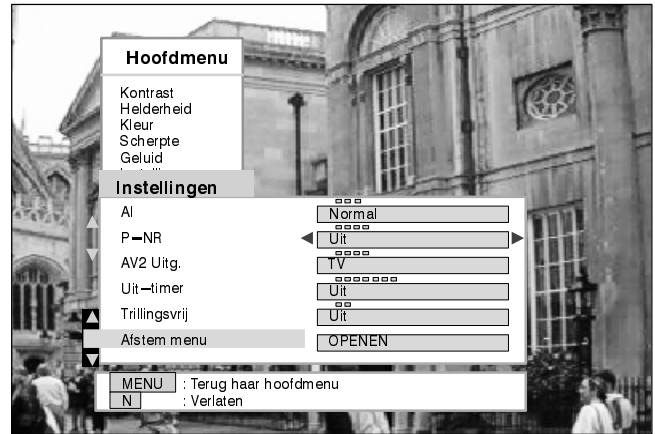 Hoofdmenu
Kontrast
Helderheid
Kleur
Scherpte
Geluid
Instellingen
AI Normal
P-NR Uit
AV2 Uitg. TV
Uit-timer Uit
Trillingsvrij Uit
Afstem menu OPENEN
MENU : Terug haar hoofdmenu
N : Verlaten